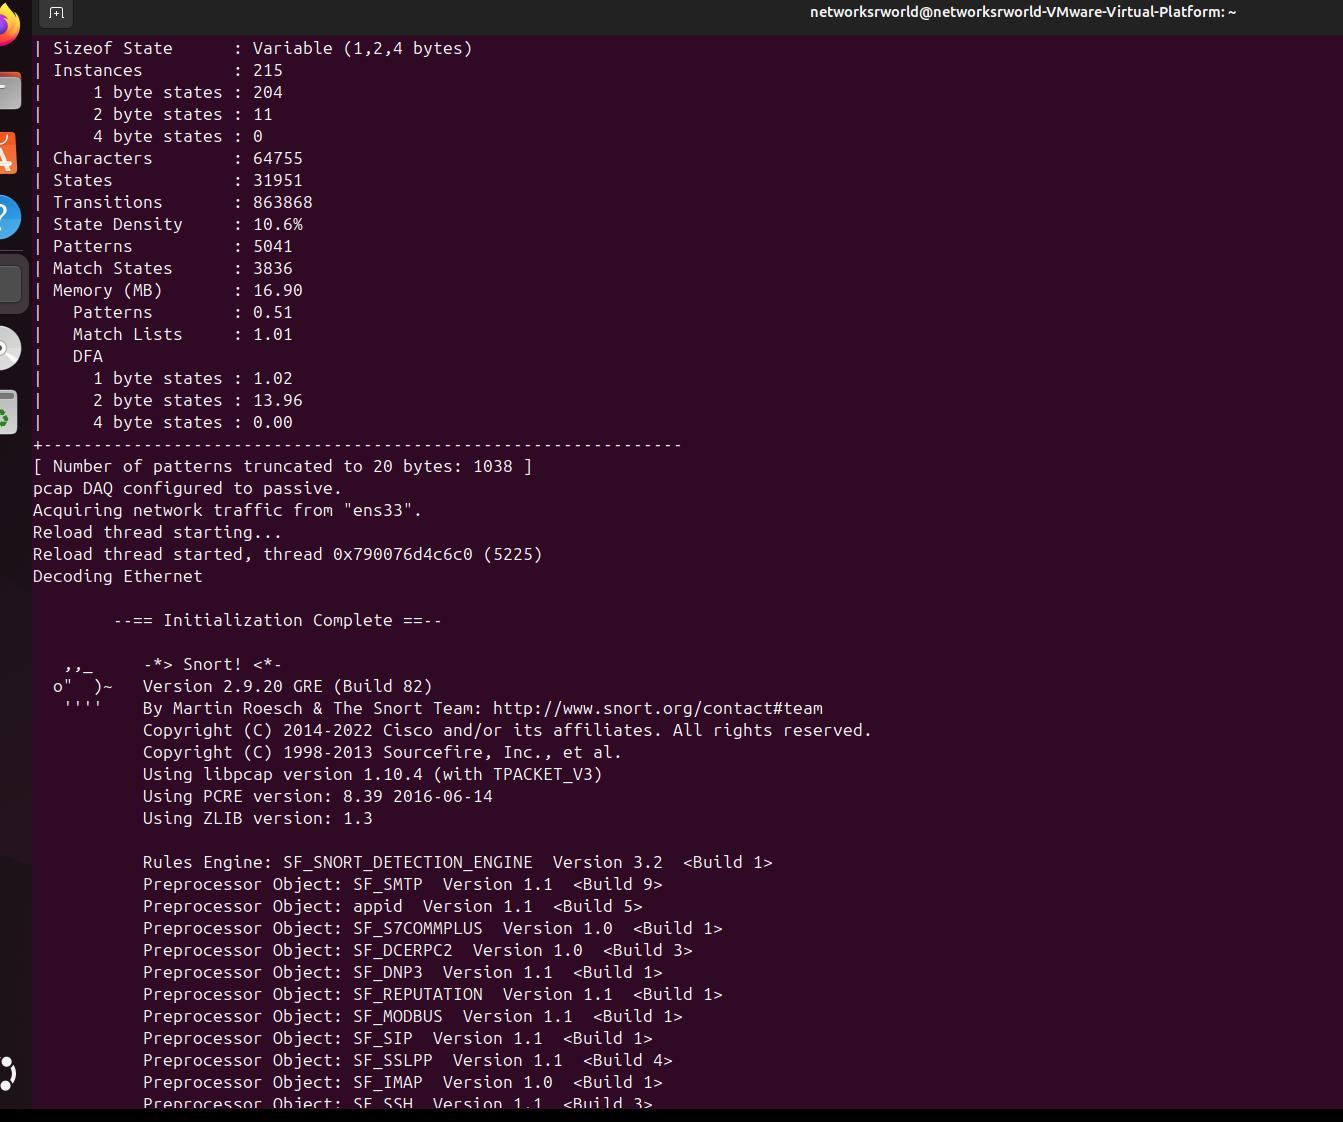 networksrworld@networksrworld-VMware-Virtual-Platform: ~
| Sizeof State      : Variable (1,2,4 bytes)
| Instances         : 215
|     1 byte states : 204
|     2 byte states : 11
|     4 byte states : 0
| Characters        : 64755
| States            : 31951
| Transitions       : 863868
| State Density     : 10.6%
| Patterns          : 5041
| Match States      : 3836
| Memory (MB)       : 16.90
|   Patterns        : 0.51
|   Match Lists     : 1.01
|   DFA
|     1 byte states : 1.02
|     2 byte states : 13.96
|     4 byte states : 0.00
+----------------------------------------------------------------
[ Number of patterns truncated to 20 bytes: 1038 ]
pcap DAQ configured to passive.
Acquiring network traffic from "ens33".
Reload thread starting...
Reload thread started, thread 0x790076d4c6c0 (5225)
Decoding Ethernet
        --== Initialization Complete ==--
   ,,_     -*> Snort! <*-
  o"  )~   Version 2.9.20 GRE (Build 82)
   ''''    By Martin Roesch & The Snort Team: http://www.snort.org/contact#team
           Copyright (C) 2014-2022 Cisco and/or its affiliates. All rights reserved.
           Copyright (C) 1998-2013 Sourcefire, Inc., et al.
           Using libpcap version 1.10.4 (with TPACKET_V3)
           Using PCRE version: 8.39 2016-06-14
           Using ZLIB version: 1.3
           Rules Engine: SF_SNORT_DETECTION_ENGINE  Version 3.2  <Build 1>
           Preprocessor Object: SF_SMTP  Version 1.1  <Build 9>
           Preprocessor Object: appid  Version 1.1  <Build 5>
           Preprocessor Object: SF_S7COMMPLUS  Version 1.0  <Build 1>
           Preprocessor Object: SF_DCERPC2  Version 1.0  <Build 3>
           Preprocessor Object: SF_DNP3  Version 1.1  <Build 1>
           Preprocessor Object: SF_REPUTATION  Version 1.1  <Build 1>
           Preprocessor Object: SF_MODBUS  Version 1.1  <Build 1>
           Preprocessor Object: SF_SIP  Version 1.1  <Build 1>
           Preprocessor Object: SF_SSLPP  Version 1.1  <Build 4>
           Preprocessor Object: SF_IMAP  Version 1.0  <Build 1>
           Preprocessor Object: SF_SSH  Version 1.1  <Build 3>